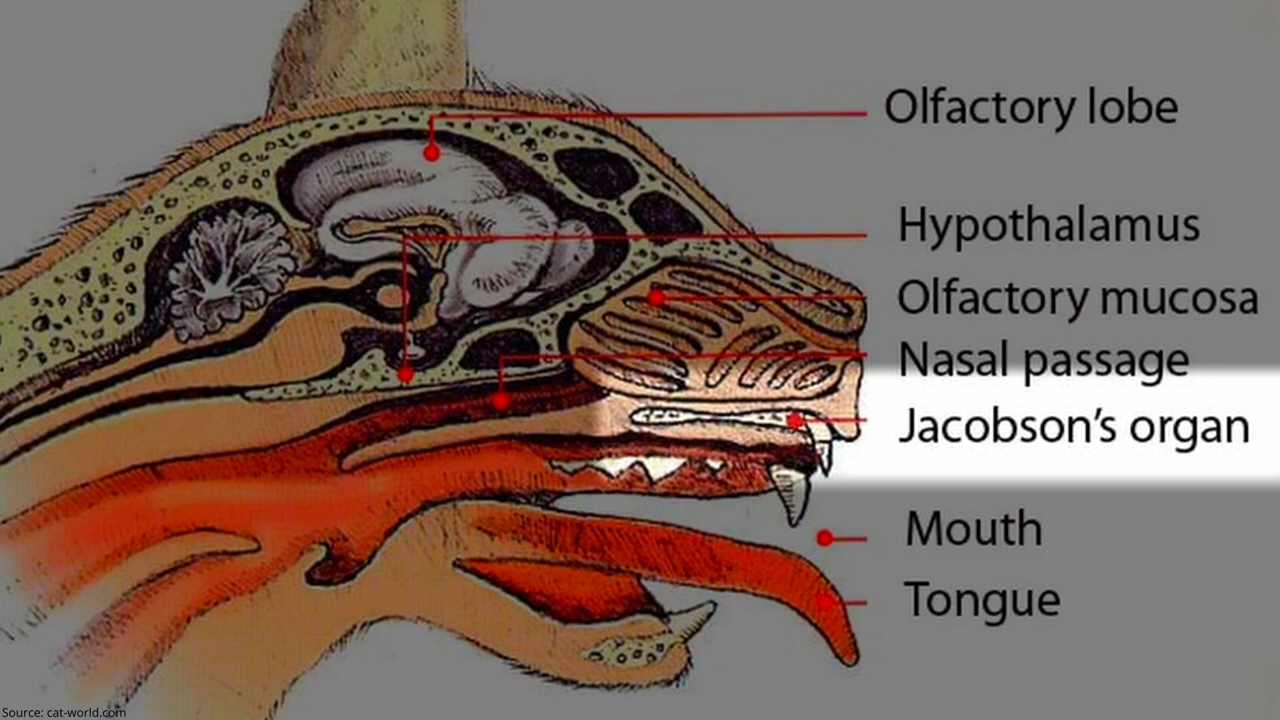 Olfactory lobe
Hypothalamus
Olfactory mucosa
Nasal passage
Jacobson’s organ
Mouth
Tongue
Source: cat-world.com